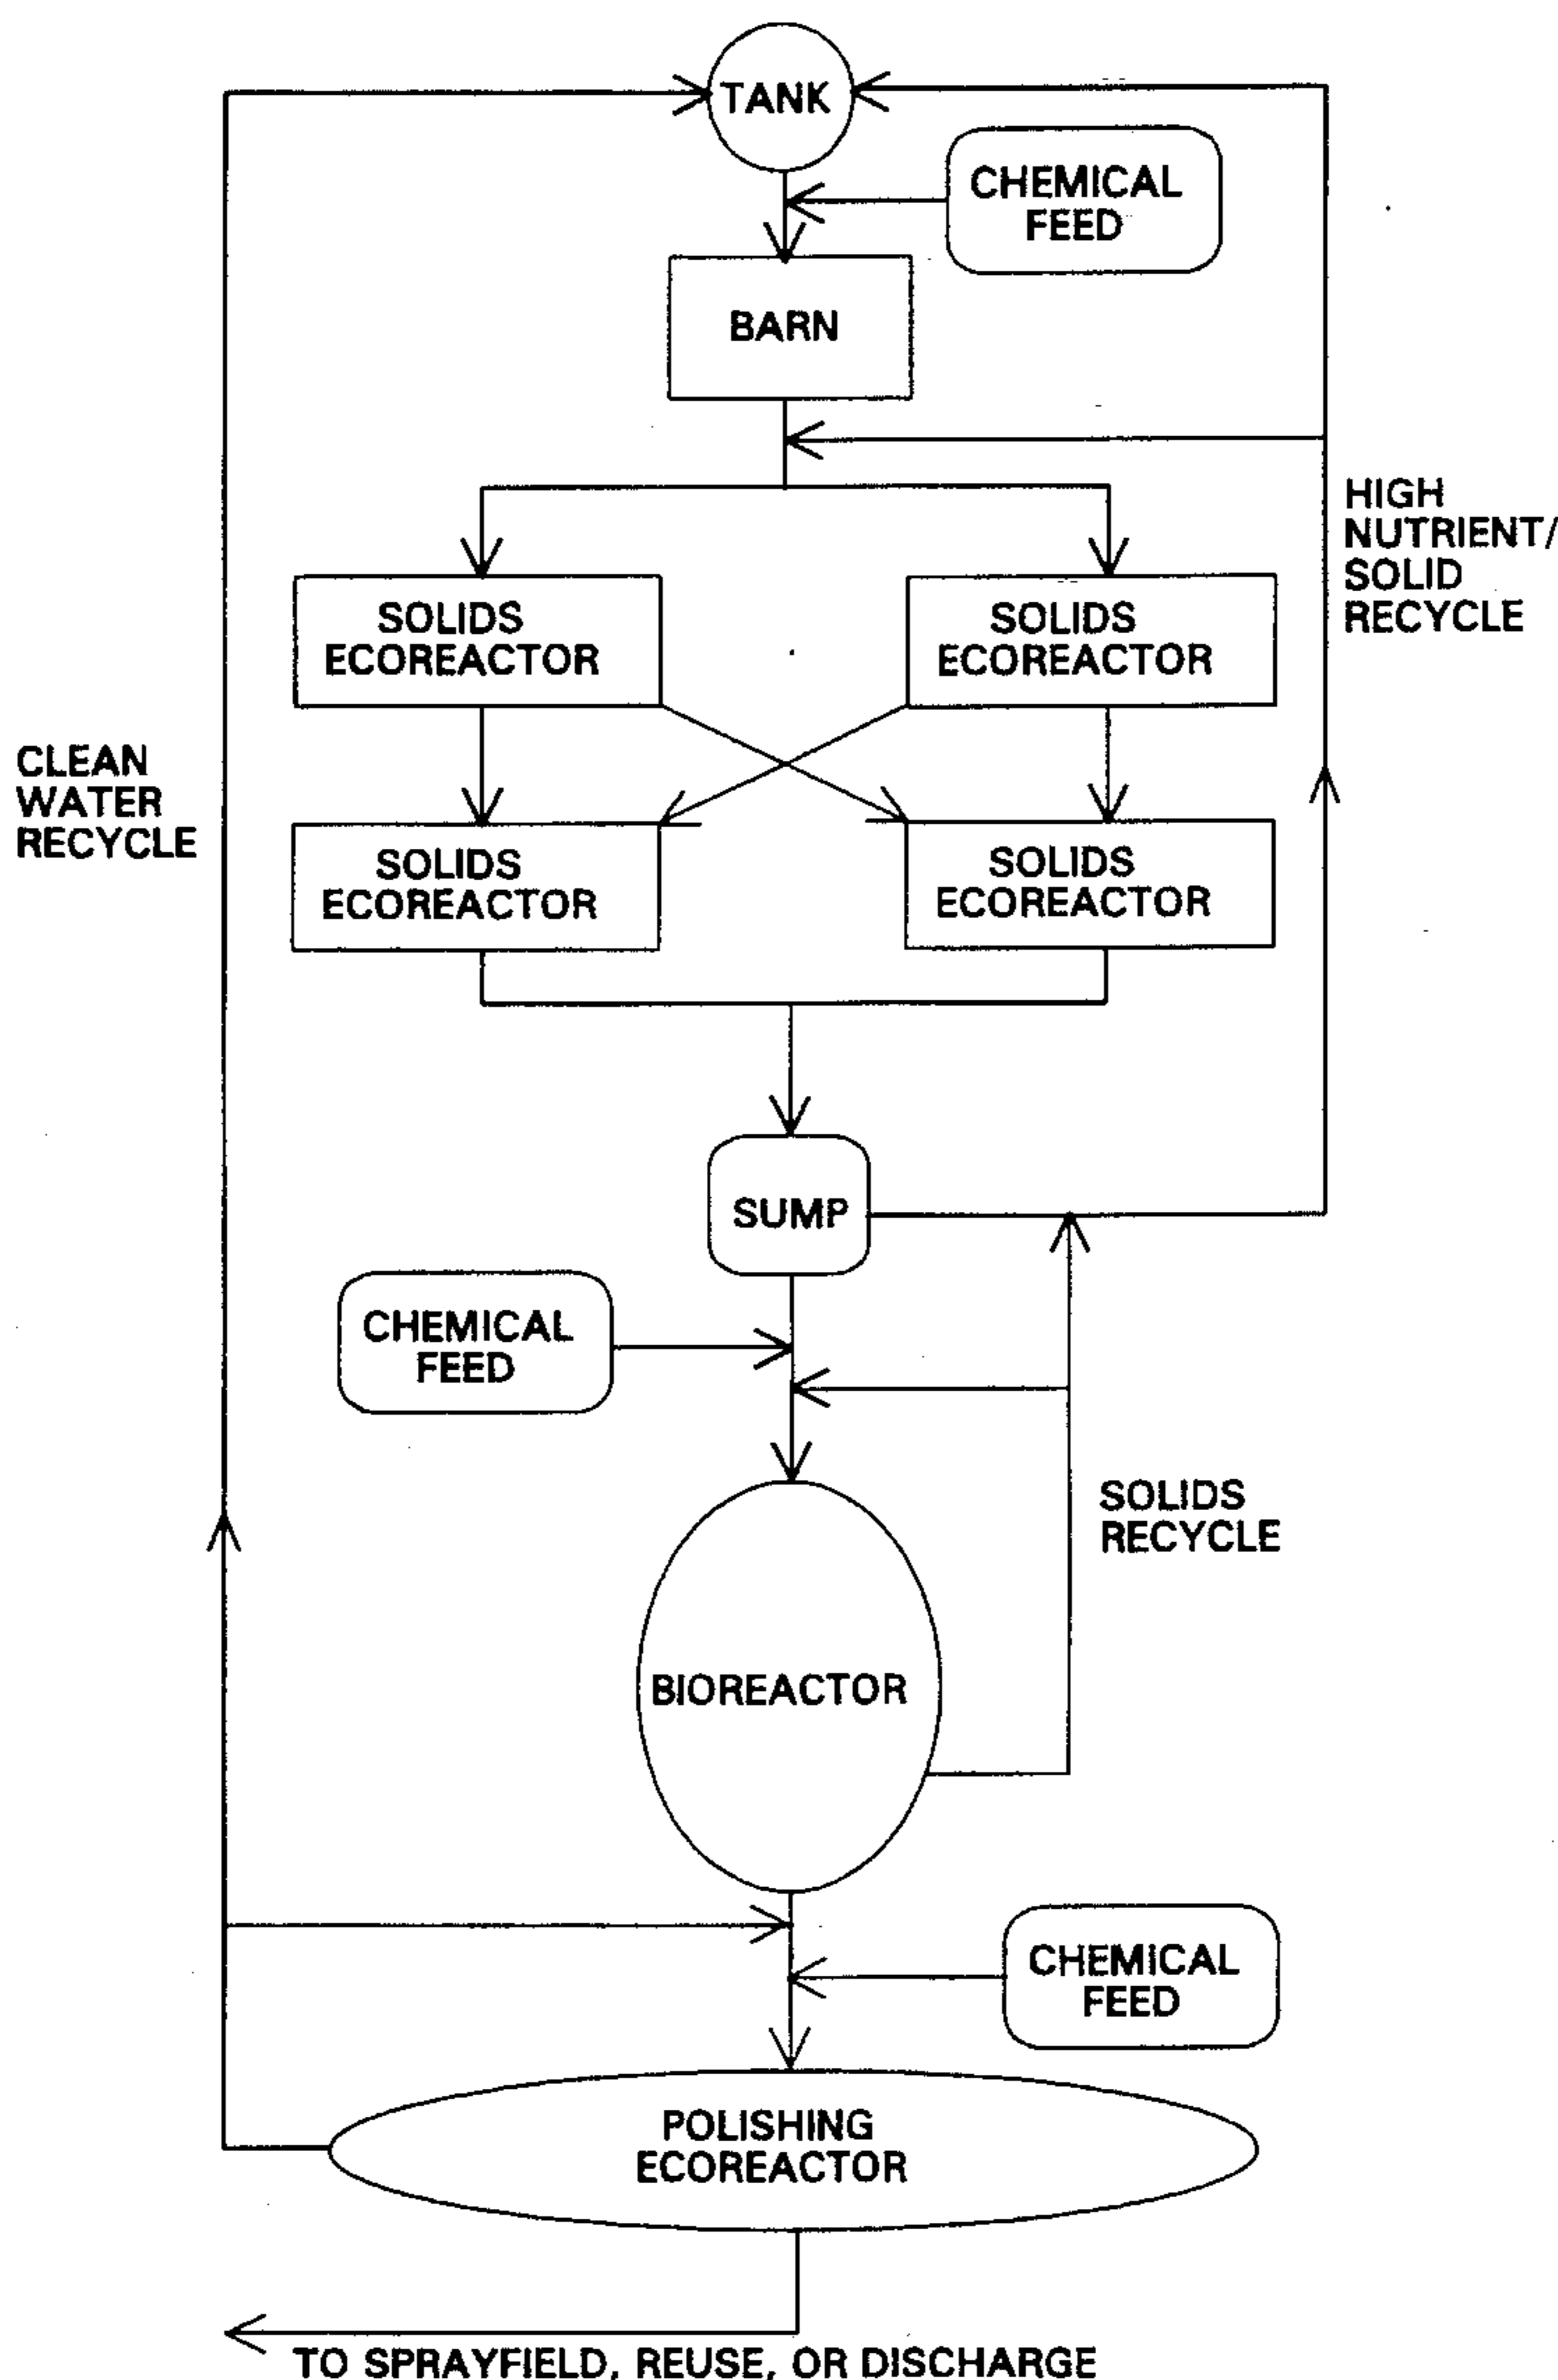 TANK
CHEMICAL
FEED
BARN
HIGH
NUTRIENT/
SOLID
RECYCLE
SOLIDS
ECOREACTOR
SOLIDS
ECOREACTOR
CLEAN
WATER
RECYCLE
SOLIDS
ECOREACTOR
SOLIDS
ECOREACTOR
SUMP
CHEMICAL
FEED
SOLIDS
RECYCLE
BIOREACTOR
CHEMICAL
FEED
POLISHING
ECOREACTOR
TO SPRAYFIELD, REUSE, OR DISCHARGE